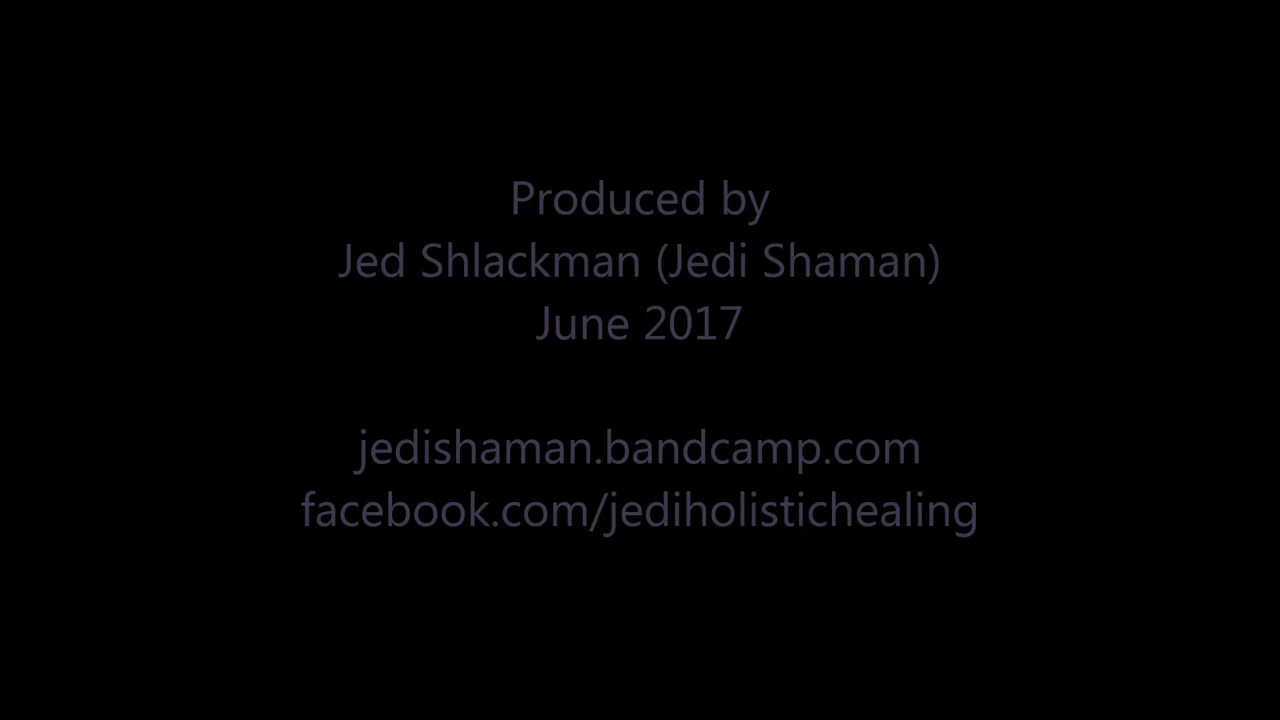 Produced by
Jed Shlackman (Jedi Shaman)
June 2017
jedishaman.bandcamp.com
facebook.com/jediholistichealing